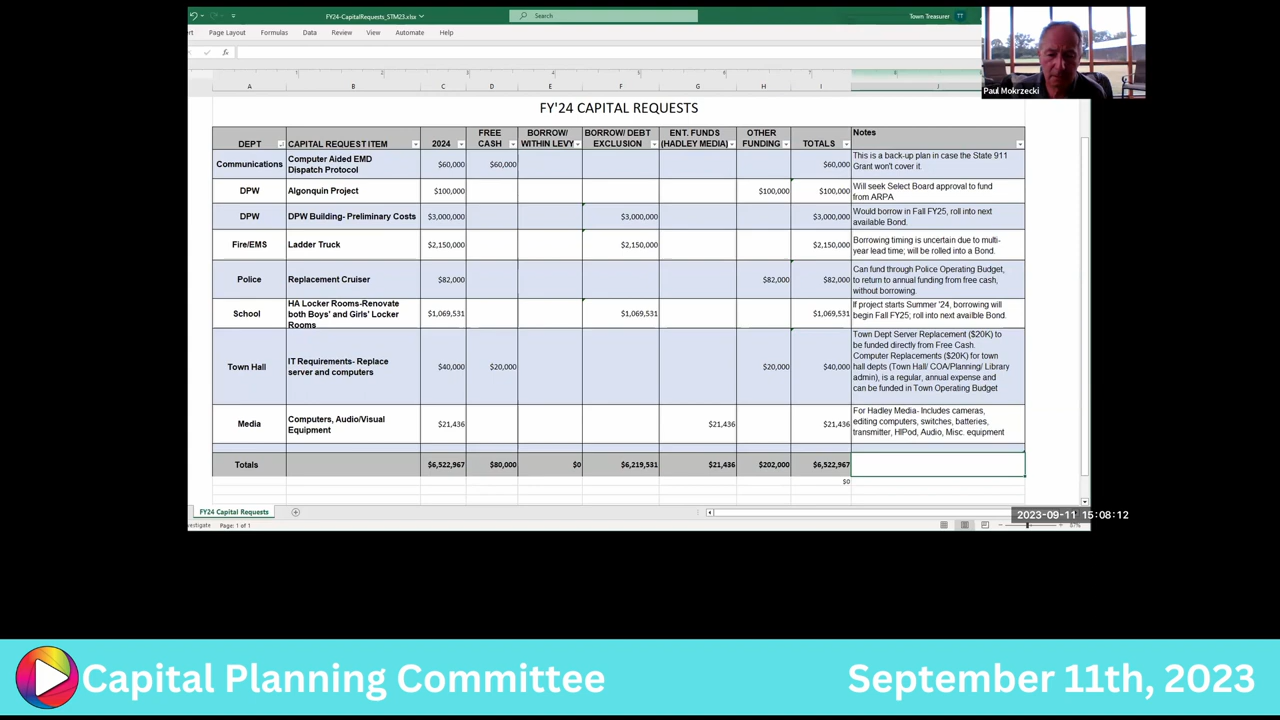 FY24-CapitalRequests_STM23.xlsx
Search
Town Treasurer TT
Page Layout Formulas Data Review View Automate Help
fx
Paul Mokrzecki
A B C D E F G H I J
FY'24 CAPITAL REQUESTS
DEPT CAPITAL REQUEST ITEM 2024 FREE CASH BORROW/ WITHIN LEVY BORROW/ DEBT EXCLUSION ENT. FUNDS (HADLEY MEDIA) OTHER FUNDING TOTALS Notes
Communications Computer Aided EMD Dispatch Protocol $60,000 $60,000 $60,000 This is a back-up plan in case the State 911 Grant won't cover it.
DPW Algonquin Project $100,000 $100,000 $100,000 Will seek Select Board approval to fund from ARPA
DPW DPW Building- Preliminary Costs $3,000,000 $3,000,000 $3,000,000 Would borrow in Fall FY25, roll into next available Bond.
Fire/EMS Ladder Truck $2,150,000 $2,150,000 $2,150,000 Borrowing timing is uncertain due to multi-year lead time; will be rolled into a Bond.
Police Replacement Cruiser $82,000 $82,000 $82,000 Can fund through Police Operating Budget, to return to annual funding from free cash, without borrowing.
School HA Locker Rooms-Renovate both Boys' and Girls' Locker Rooms $1,069,531 $1,069,531 $1,069,531 If project starts Summer '24, borrowing will begin Fall FY25; roll into next availble Bond.
Town Hall IT Requirements- Replace server and computers $40,000 $20,000 $20,000 $40,000 Town Dept Server Replacement ($20K) to be funded directly from Free Cash. Computer Replacements ($20K) for town hall depts (Town Hall/ COA/Planning/ Library admin), is a regular, annual expense and can be funded in Town Operating Budget
Media Computers, Audio/Visual Equipment $21,436 $21,436 $21,436 For Hadley Media- Includes cameras, editing computers, switches, batteries, transmitter, HIPod, Audio, Misc. equipment
Totals $6,522,967 $80,000 $0 $6,219,531 $21,436 $202,000 $6,522,967
$0
FY24 Capital Requests
2023-09-11 15:08:12
Page: 1 of 1
Capital Planning Committee
September 11th, 2023